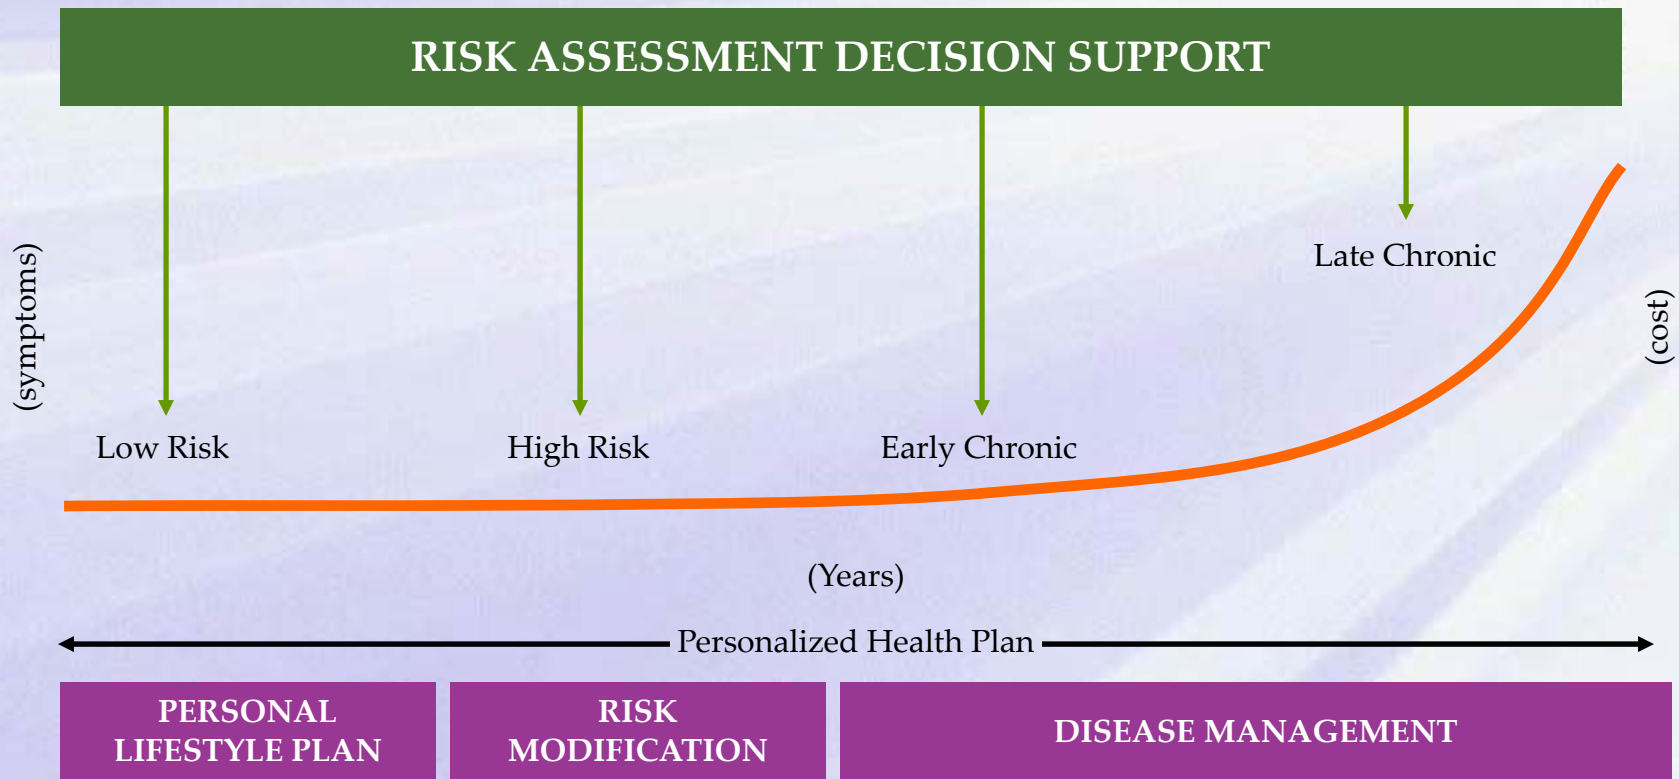 RISK ASSESSMENT DECISION SUPPORT
(symptoms)
Late Chronic
(cost)
Low Risk
High Risk
Early Chronic
(Years)
Personalized Health Plan
PERSONAL
LIFESTYLE PLAN
RISK
MODIFICATION
DISEASE MANAGEMENT